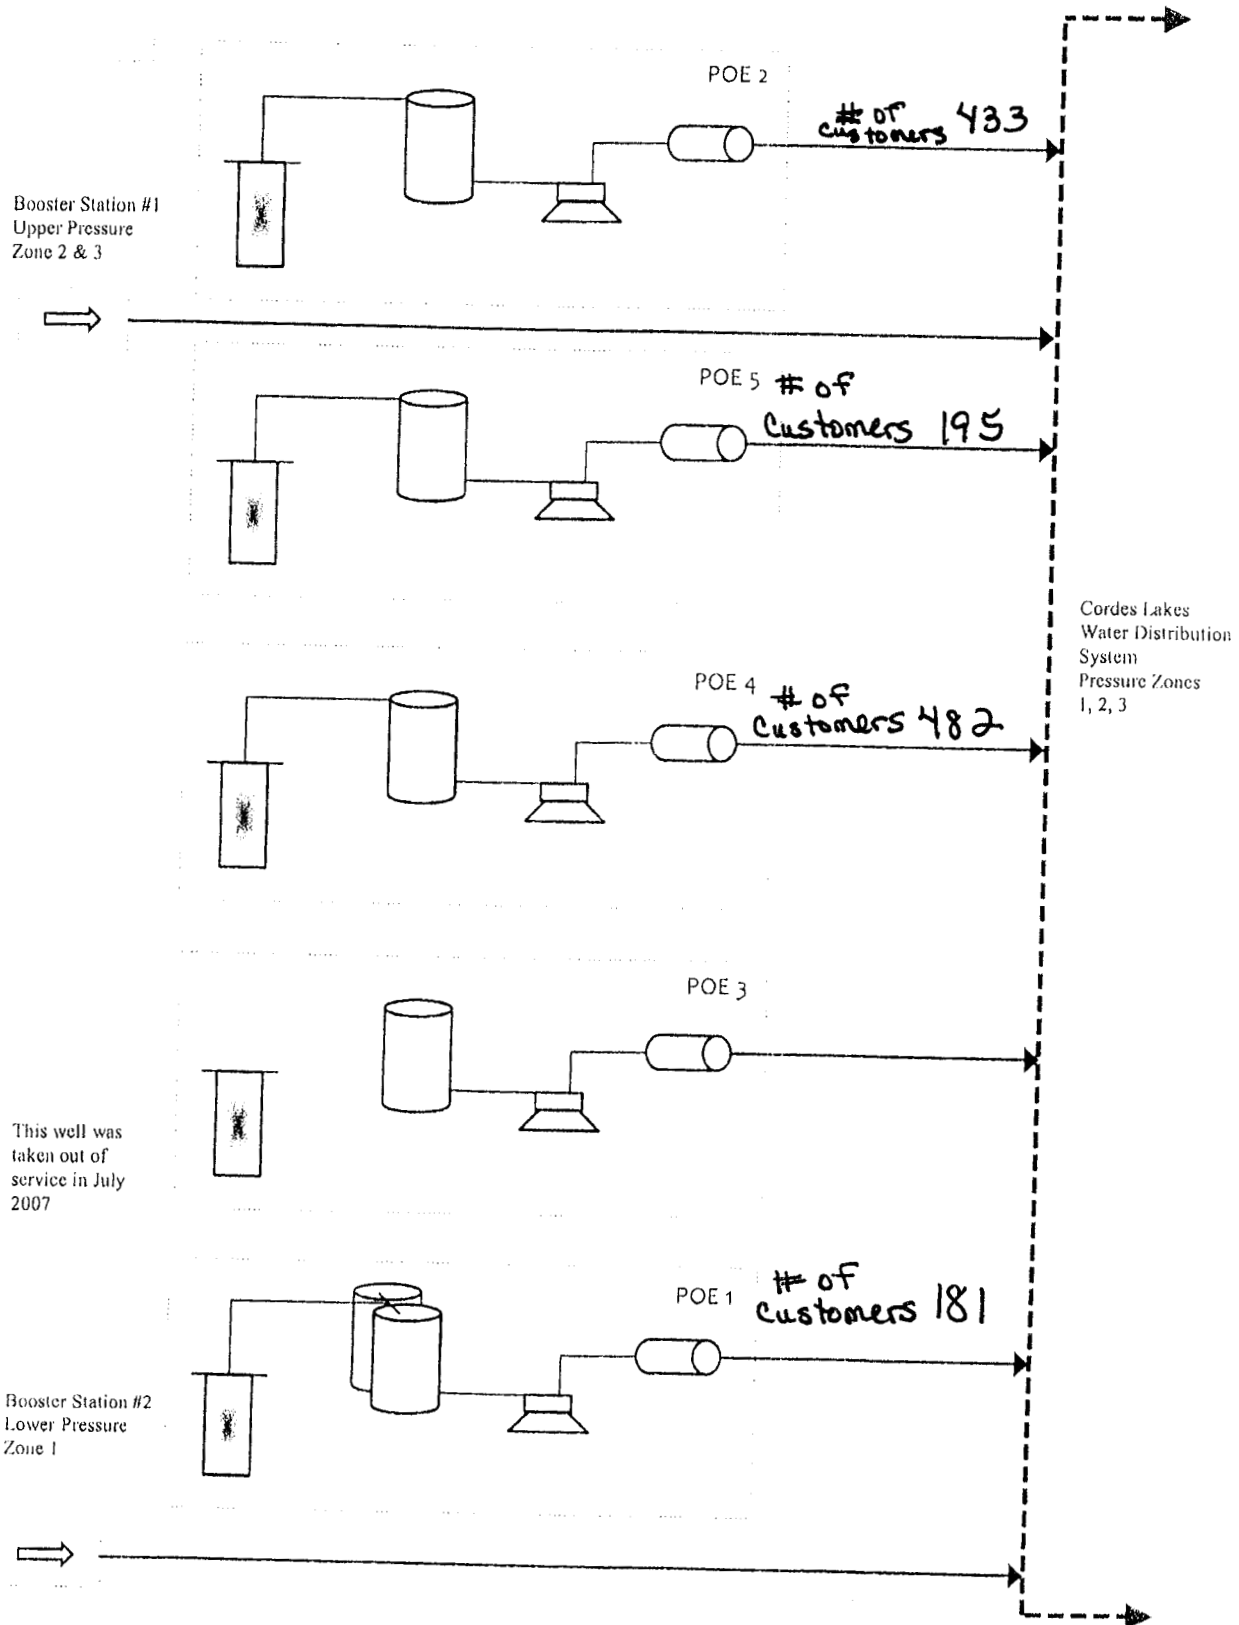 POE 2
# of
customers 433
Booster Station #1
Upper Pressure
Zone 2 & 3
POE 5 # of
Customers 195
Cordes Lakes
Water Distribution
System
Pressure Zones
1, 2, 3
POE 4 # of
Customers 482
POE 3
This well was
taken out of
service in July
2007
POE 1 # of
Customers 181
Booster Station #2
Lower Pressure
Zone 1